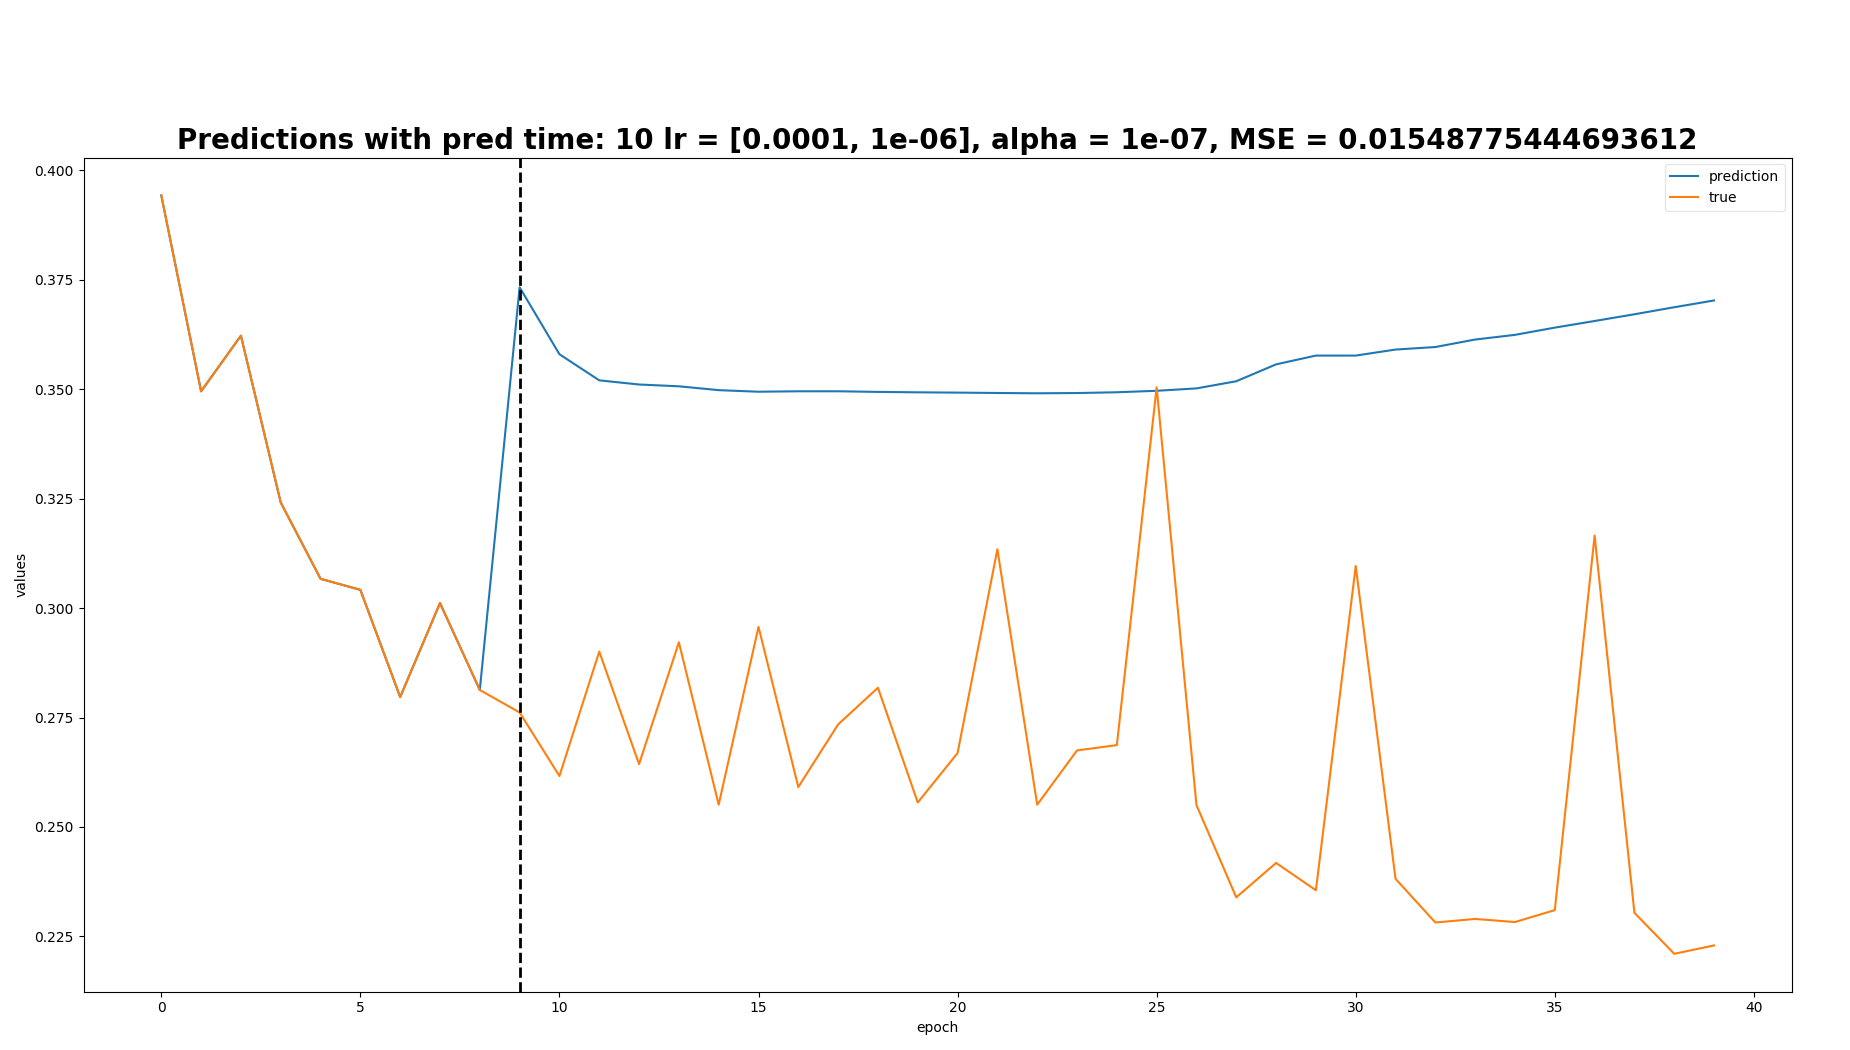 Predictions with pred time: 10 lr = [0.0001, 1e-06], alpha = 1e-07, MSE = 0.01548775444693612
prediction
true
0.400
0.375
0.350
0.325
0.300
0.275
0.250
0.225
values
0 5 10 15 20 25 30 35 40
epoch